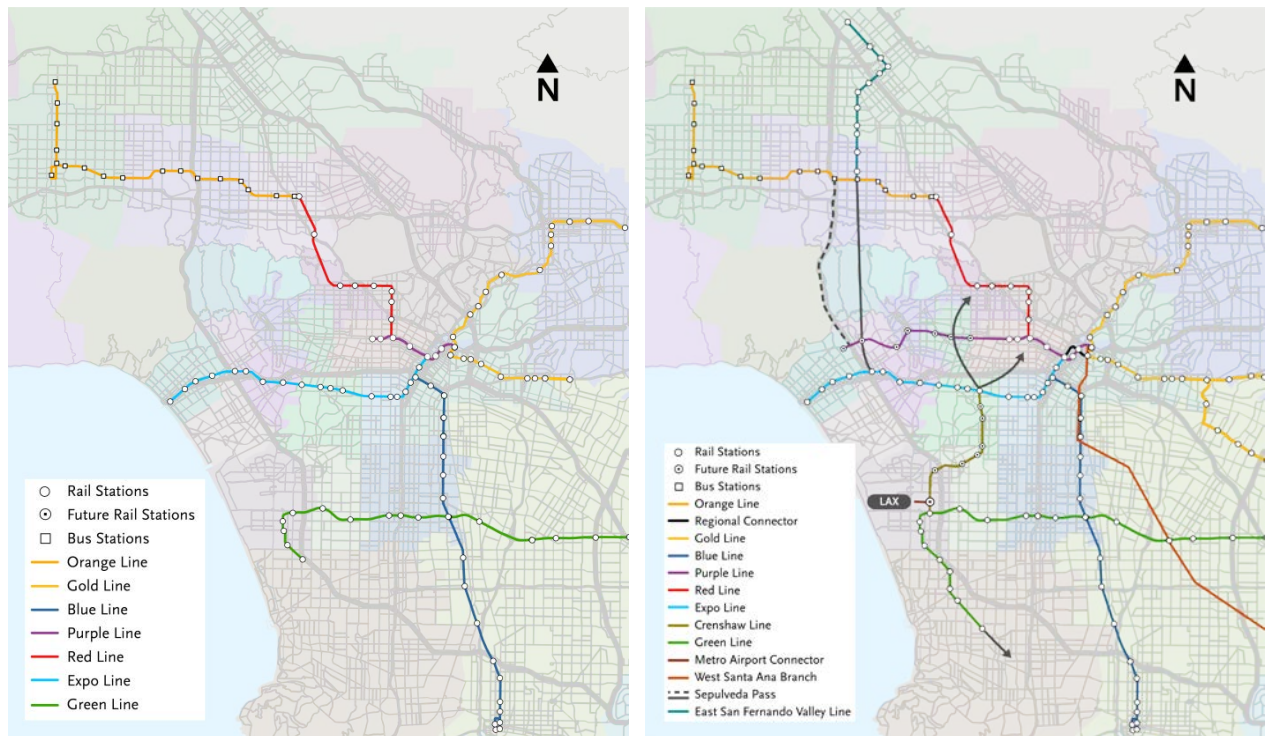 N
Rail Stations
Future Rail Stations
Bus Stations
Orange Line
Gold Line
Blue Line
Purple Line
Red Line
Expo Line
Green Line
N
LAX
Rail Stations
Future Rail Stations
Bus Stations
Orange Line
Regional Connector
Gold Line
Blue Line
Purple Line
Red Line
Expo Line
Crenshaw Line
Green Line
Metro Airport Connector
West Santa Ana Branch
Sepulveda Pass
East San Fernando Valley Line